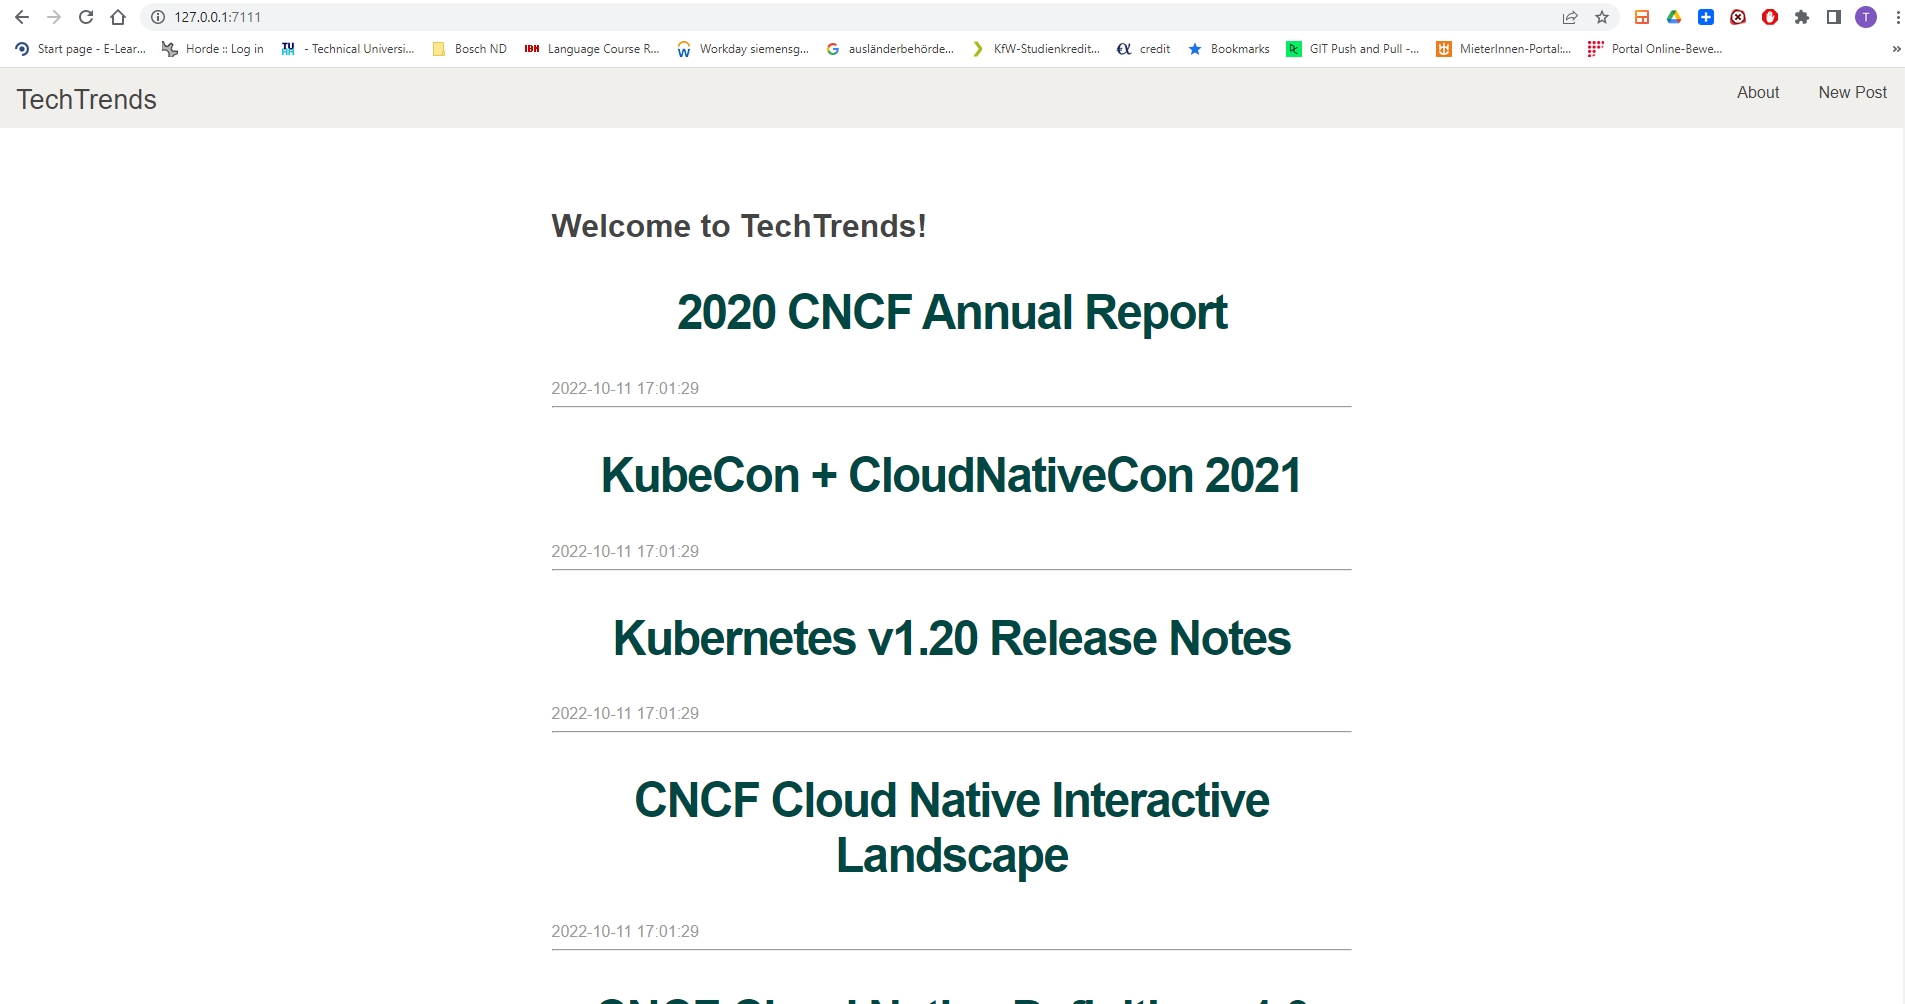 127.0.0.1:7111
Start page - E-Lear... Horde :: Log in - Technical Universi... Bosch ND Language Course R... Workday siemensg... ausländerbehörde... KfW-Studienkredit... credit Bookmarks GIT Push and Pull -... MieterInnen-Portal:... Portal Online-Bewe... »
TechTrends About New Post
Welcome to TechTrends!
2020 CNCF Annual Report
2022-10-11 17:01:29
KubeCon + CloudNativeCon 2021
2022-10-11 17:01:29
Kubernetes v1.20 Release Notes
2022-10-11 17:01:29
CNCF Cloud Native Interactive
Landscape
2022-10-11 17:01:29